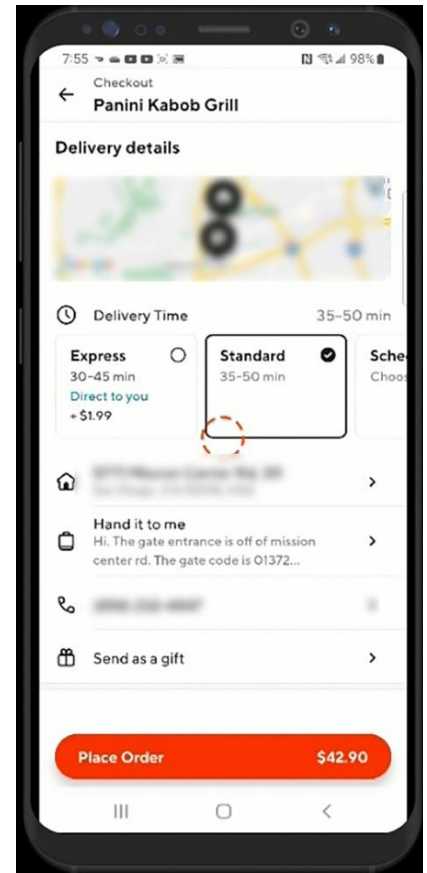 7:55
98%
Checkout
Panini Kabob Grill
Delivery details
Delivery Time
35–50 min
Express
30–45 min
Direct to you
+ $1.99
Standard
35–50 min
Sche
Choos
Hand it to me
Hi. The gate entrance is off of mission
center rd. The gate code is 01372...
Send as a gift
Place Order
$42.90